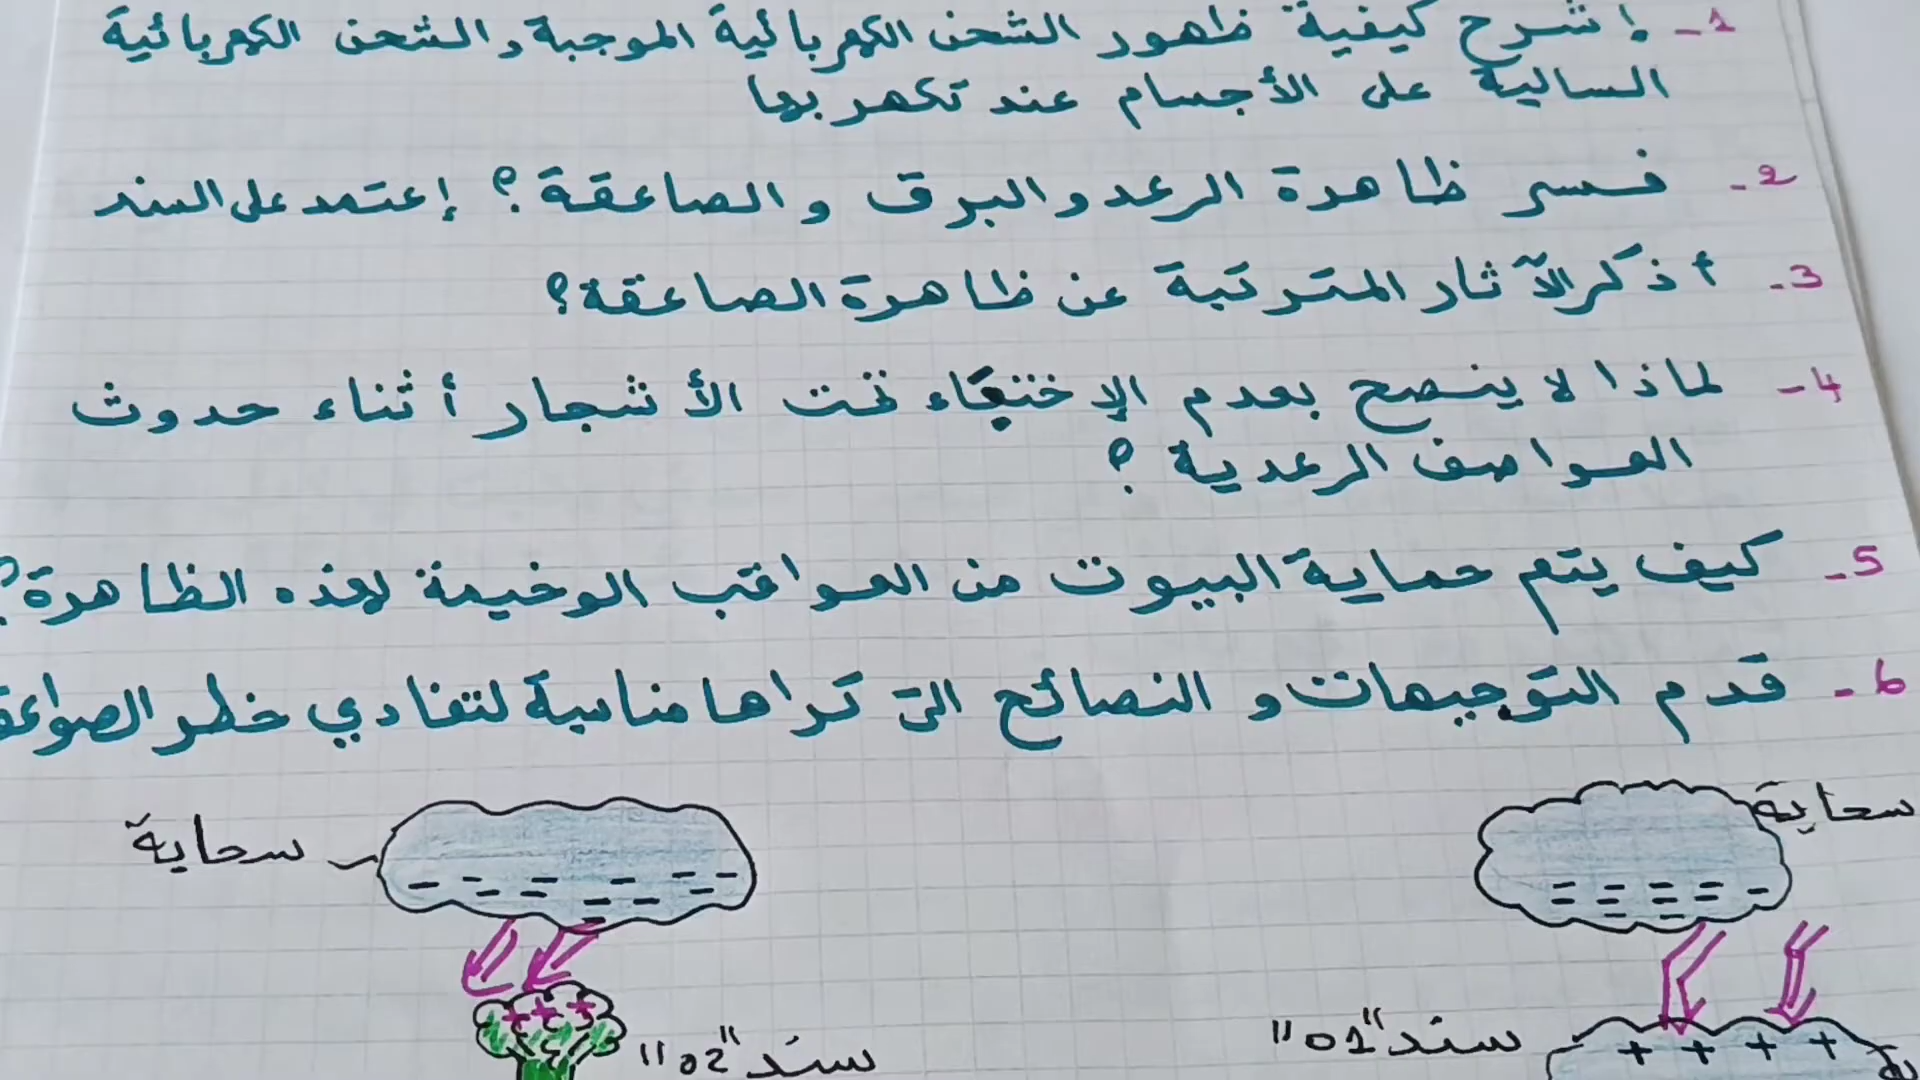 1- إشرح كيفية ظهور الشحن الكهربائية الموجبة والشحن الكهربائية
السالبة على الأجسام عند تكهربها
2- فسر ظاهرة الرعد والبرق والصاعقة؟ إعتمد على السند
3- أذكر الآثار المترتبة عن ظاهرة الصاعقة؟
4- لماذا لا ينصح بعدم الإختباء تحت الأشجار أثناء حدوث
العواصف الرعدية؟
5- كيف يتم حماية البيوت من العواقب الوخيمة لهذه الظاهرة؟
6- قدم التوجيهات و النصائح التي تراها مناسبة لتفادي خطر
سحابة
سحابة
سند "01"
سند "02"